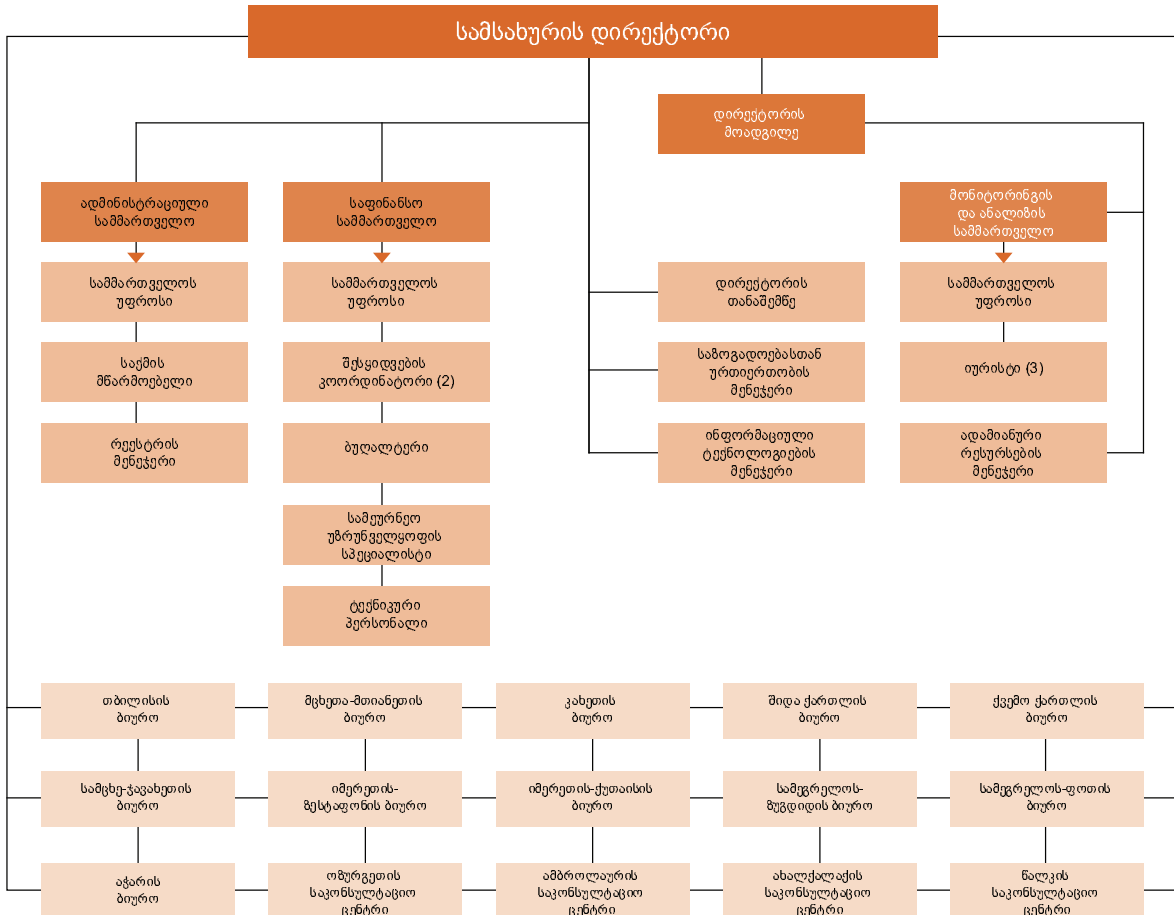 სამსახურის დირექტორი
დირექტორის
მოადგილე
ადმინისტრაციული
სამმართველო
საფინანსო
სამმართველო
მონიტორინგის
და ანალიზის
სამმართველო
სამმართველოს
უფროსი
სამმართველოს
უფროსი
დირექტორის
თანაშემწე
სამმართველოს
უფროსი
საქმის
მწარმოებელი
შესყიდვების
კოორდინატორი (2)
საზოგადოებასთან
ურთიერთობის
მენეჯერი
იურისტი (3)
რეესტრის
მენეჯერი
ბუღალტერი
ინფორმაციული
ტექნოლოგიების
მენეჯერი
ადამიანური
რესურსების
მენეჯერი
სამეურნეო
უზრუნველყოფის
სპეციალისტი
ტექნიკური
პერსონალი
თბილისის
ბიურო
მცხეთა-მთიანეთის
ბიურო
კახეთის
ბიურო
შიდა ქართლის
ბიურო
ქვემო ქართლის
ბიურო
სამცხე-ჯავახეთის
ბიურო
იმერეთის-
ზესტაფონის ბიურო
იმერეთის-ქუთაისის
ბიურო
სამეგრელოს-
ზუგდიდის ბიურო
სამეგრელოს-ფოთის
ბიურო
აჭარის
ბიურო
ოზურგეთის
საკონსულტაციო
ცენტრი
ამბროლაურის
საკონსულტაციო
ცენტრი
ახალქალაქის
საკონსულტაციო
ცენტრი
წალკის
საკონსულტაციო
ცენტრი